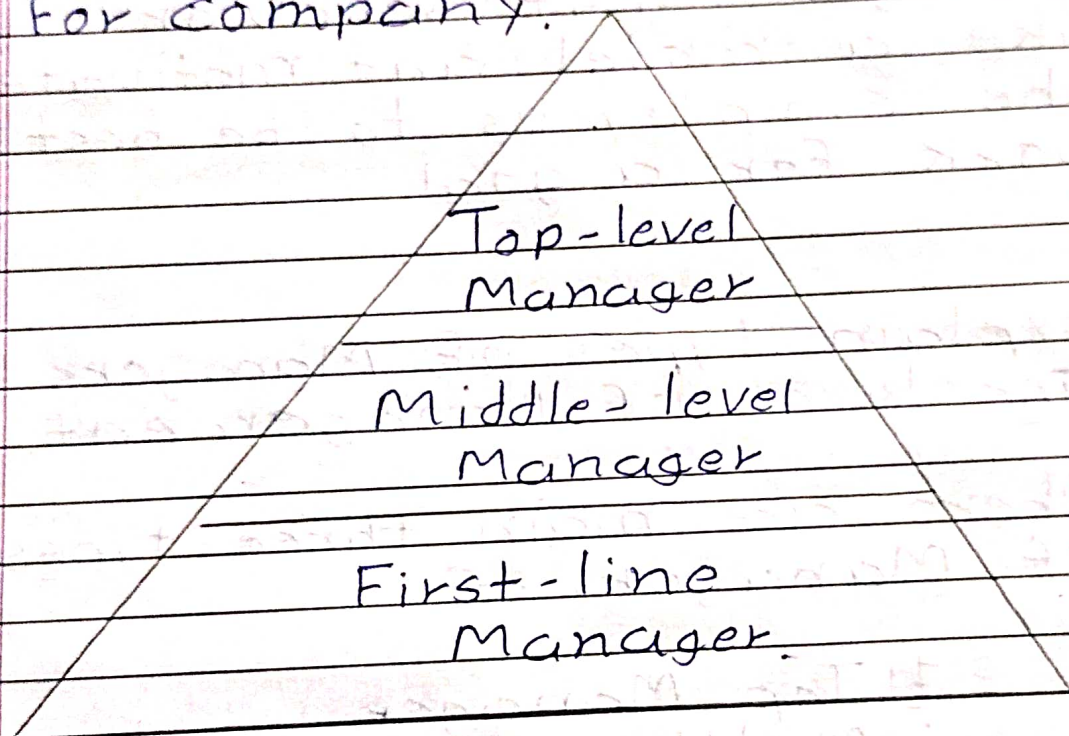 For company.
Top-level
Manager
Middle-level
Manager
First-line
Manager.